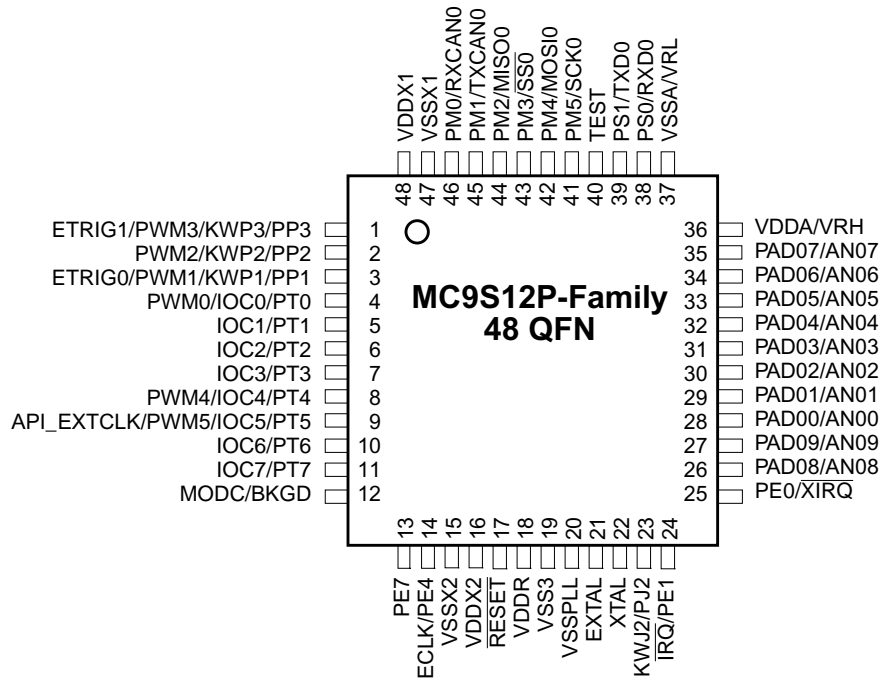 VDDX1
VSSX1
PM0/RXCAN0
PM1/TXCAN0
PM2/MISO0
PM3/SS0
PM4/MOSI0
PM5/SCK0
TEST
PS1/TXD0
PS0/RXD0
VSSA/VRL
48
47
46
45
44
43
42
41
40
39
38
37
ETRIG1/PWM3/KWP3/PP3 1
PWM2/KWP2/PP2 2
ETRIG0/PWM1/KWP1/PP1 3
PWM0/IOC0/PT0 4
IOC1/PT1 5
IOC2/PT2 6
IOC3/PT3 7
PWM4/IOC4/PT4 8
API_EXTCLK/PWM5/IOC5/PT5 9
IOC6/PT6 10
IOC7/PT7 11
MODC/BKGD 12
MC9S12P-Family
48 QFN
36 VDDA/VRH
35 PAD07/AN07
34 PAD06/AN06
33 PAD05/AN05
32 PAD04/AN04
31 PAD03/AN03
30 PAD02/AN02
29 PAD01/AN01
28 PAD00/AN00
27 PAD09/AN09
26 PAD08/AN08
25 PE0/XIRQ
13
14
15
16
17
18
19
20
21
22
23
24
PE7
ECLK/PE4
VSSX2
VDDX2
RESET
VDDR
VSS3
VSSPLL
EXTAL
XTAL
KWJ2/PJ2
IRQ/PE1